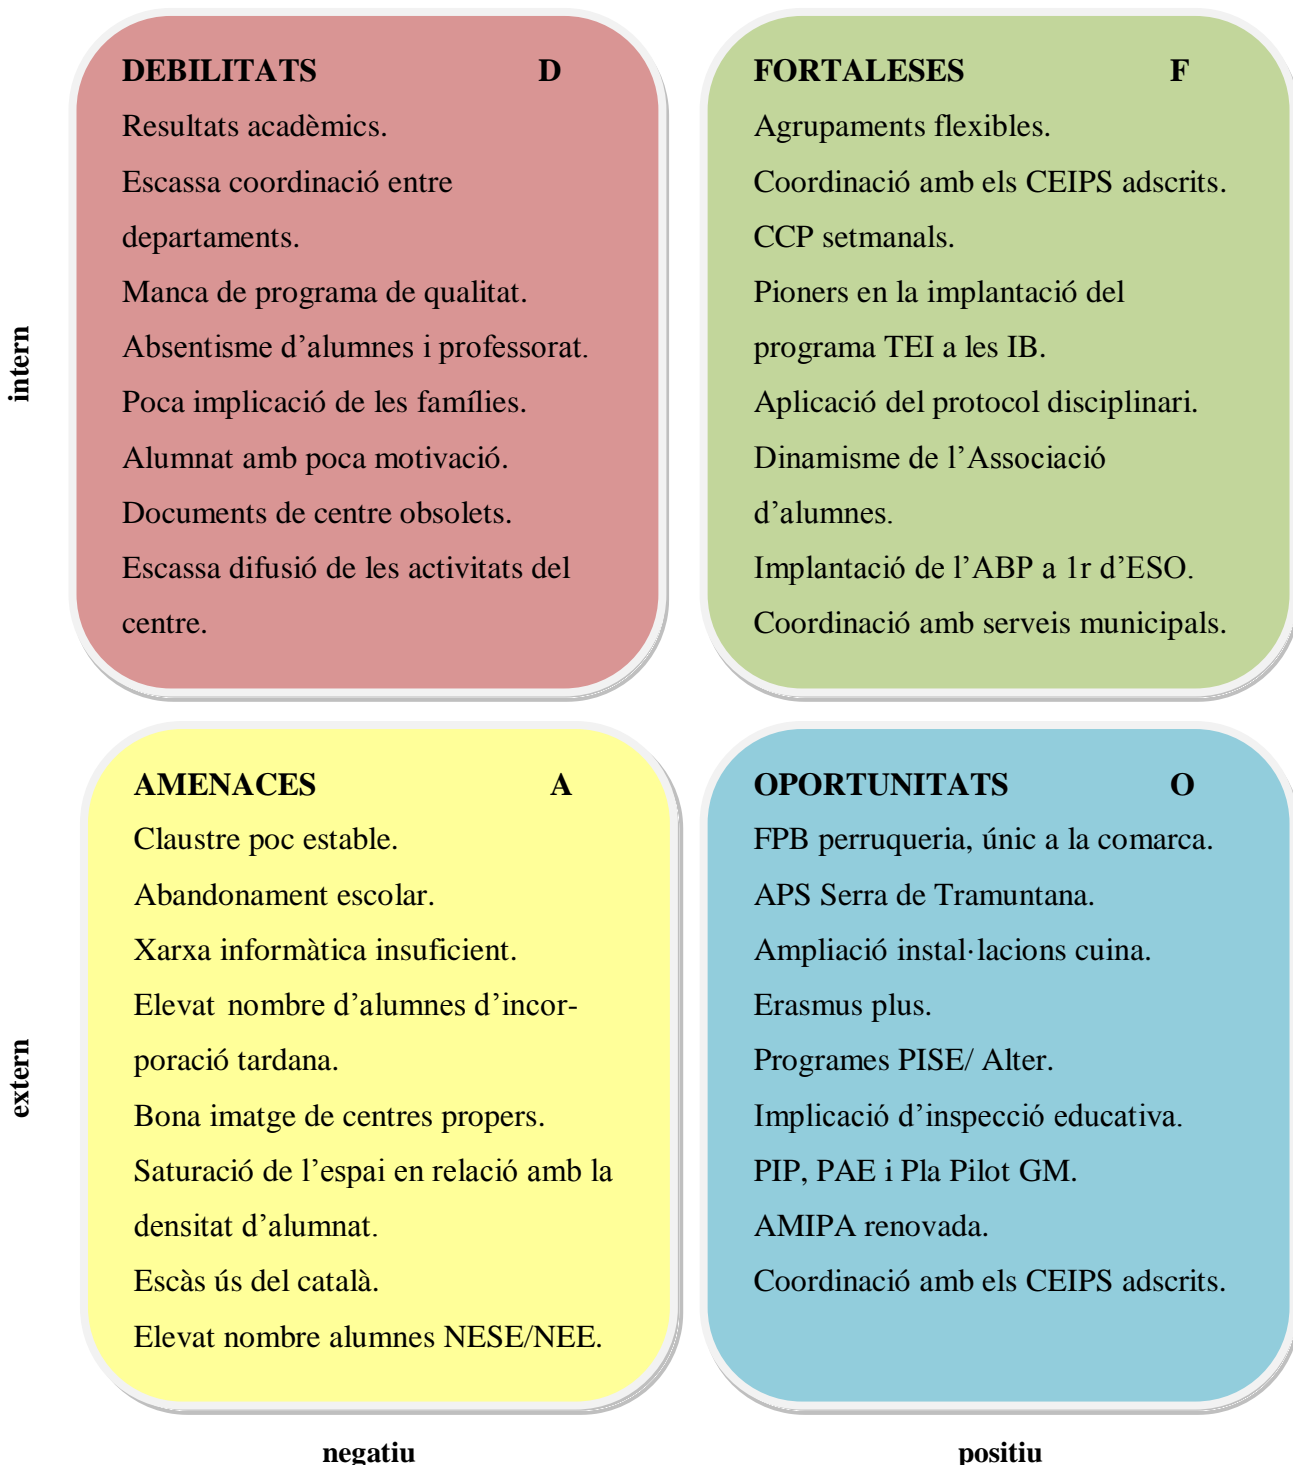 DEBILITATS D
Resultats acadèmics.
Escassa coordinació entre
departaments.
Manca de programa de qualitat.
Absentisme d’alumnes i professorat.
Poca implicació de les famílies.
Alumnat amb poca motivació.
Documents de centre obsolets.
Escassa difusió de les activitats del
centre.
FORTALESES F
Agrupaments flexibles.
Coordinació amb els CEIPS adscrits.
CCP setmanals.
Pioners en la implantació del
programa TEI a les IB.
Aplicació del protocol disciplinari.
Dinamisme de l’Associació
d’alumnes.
Implantació de l’ABP a 1r d’ESO.
Coordinació amb serveis municipals.
intern
AMENACES A
Claustre poc estable.
Abandonament escolar.
Xarxa informàtica insuficient.
Elevat nombre d’alumnes d’incor-
poració tardana.
Bona imatge de centres propers.
Saturació de l’espai en relació amb la
densitat d’alumnat.
Escàs ús del català.
Elevat nombre alumnes NESE/NEE.
OPORTUNITATS O
FPB perruqueria, únic a la comarca.
APS Serra de Tramuntana.
Ampliació instal·lacions cuina.
Erasmus plus.
Programes PISE/ Alter.
Implicació d’inspecció educativa.
PIP, PAE i Pla Pilot GM.
AMIPA renovada.
Coordinació amb els CEIPS adscrits.
extern
negatiu
positiu